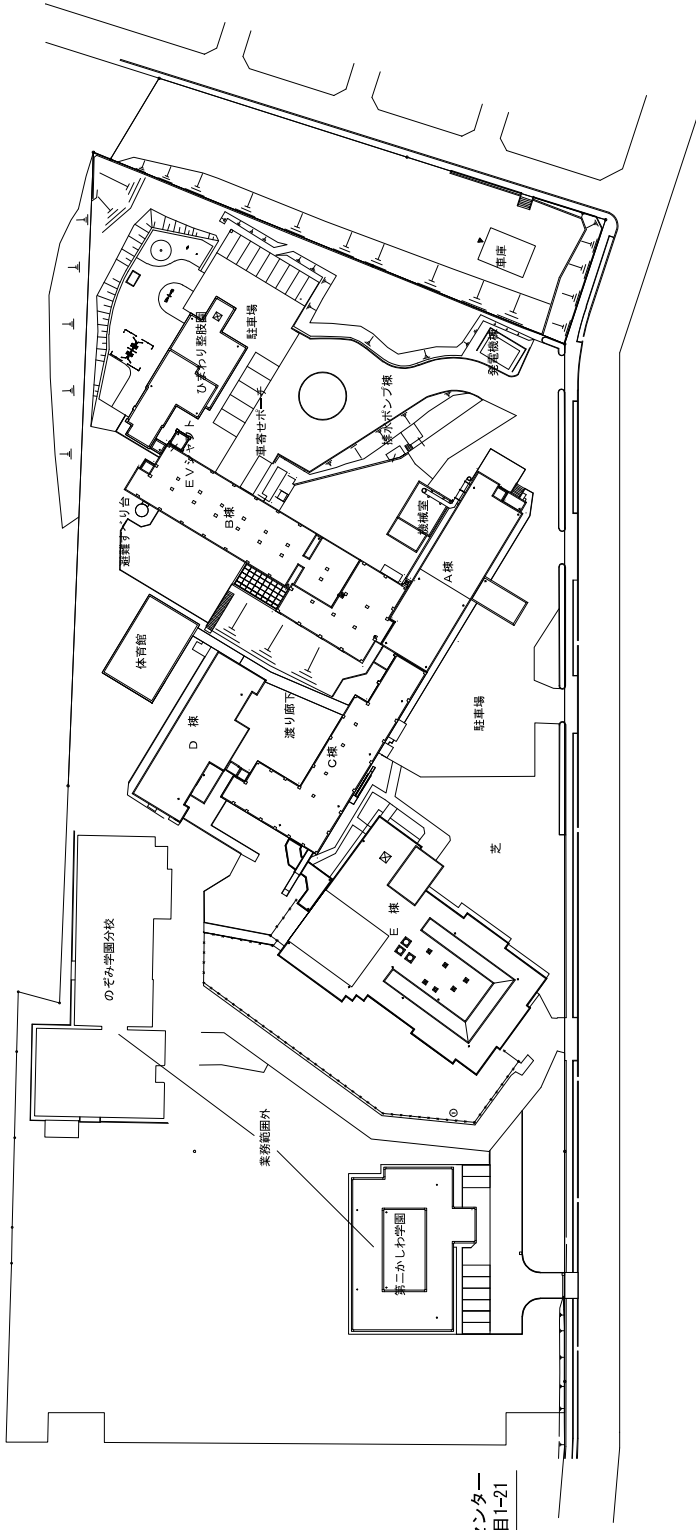 車庫
発電機械
駐車場
ひまわり整肢園
車寄せポーチ
排水ポンプ棟
EVシャフト
B棟
避難すべり台
機械室
A棟
体育館
D 棟
渡り廊下
C棟
駐車場
芝
E 棟
のぞみ学園分校
業務範囲外
第二かしわ学園
ンター
目1-21